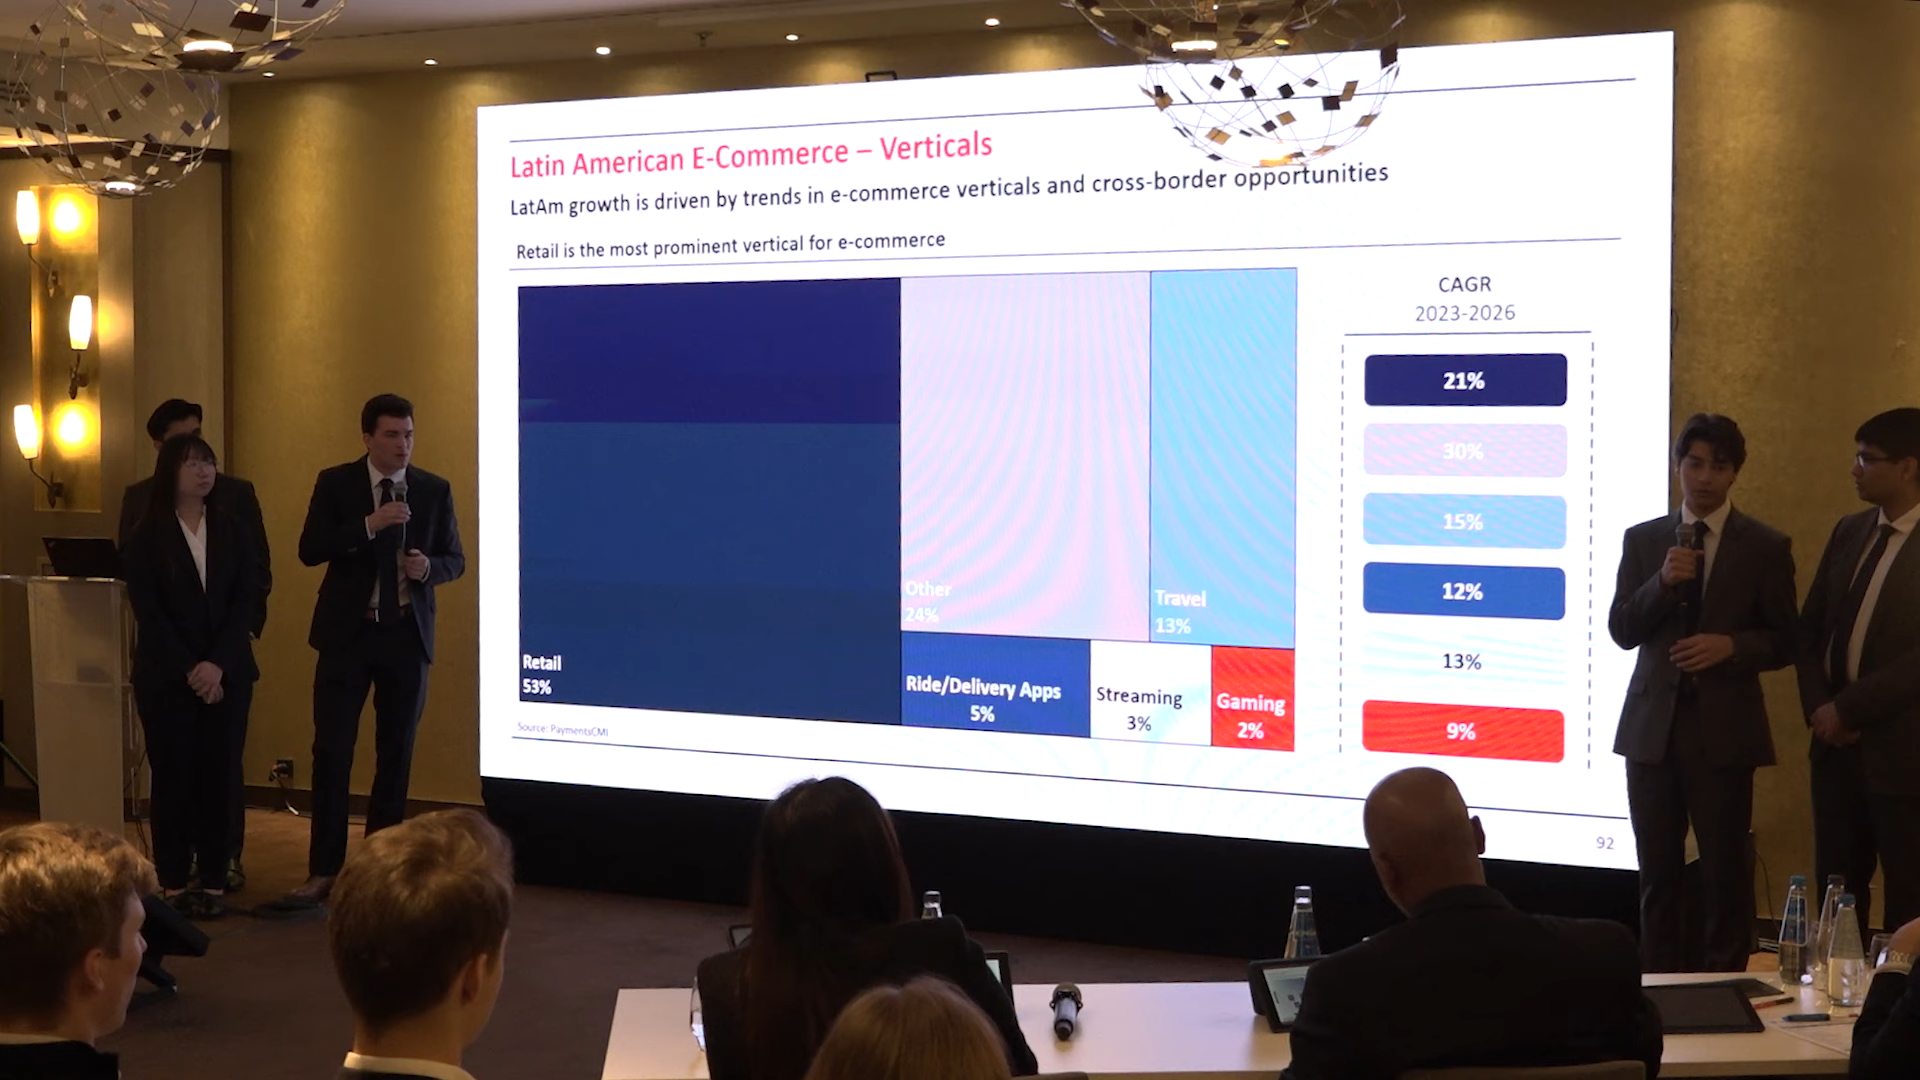 Latin American E-Commerce – Verticals
LatAm growth is driven by trends in e-commerce verticals and cross-border opportunities
Retail is the most prominent vertical for e-commerce
Retail
53%
Other
24%
Travel
13%
Ride/Delivery Apps
5%
Streaming
3%
Gaming
2%
CAGR
2023-2026
21%
30%
15%
12%
13%
9%
Source: PaymentsCMI
92